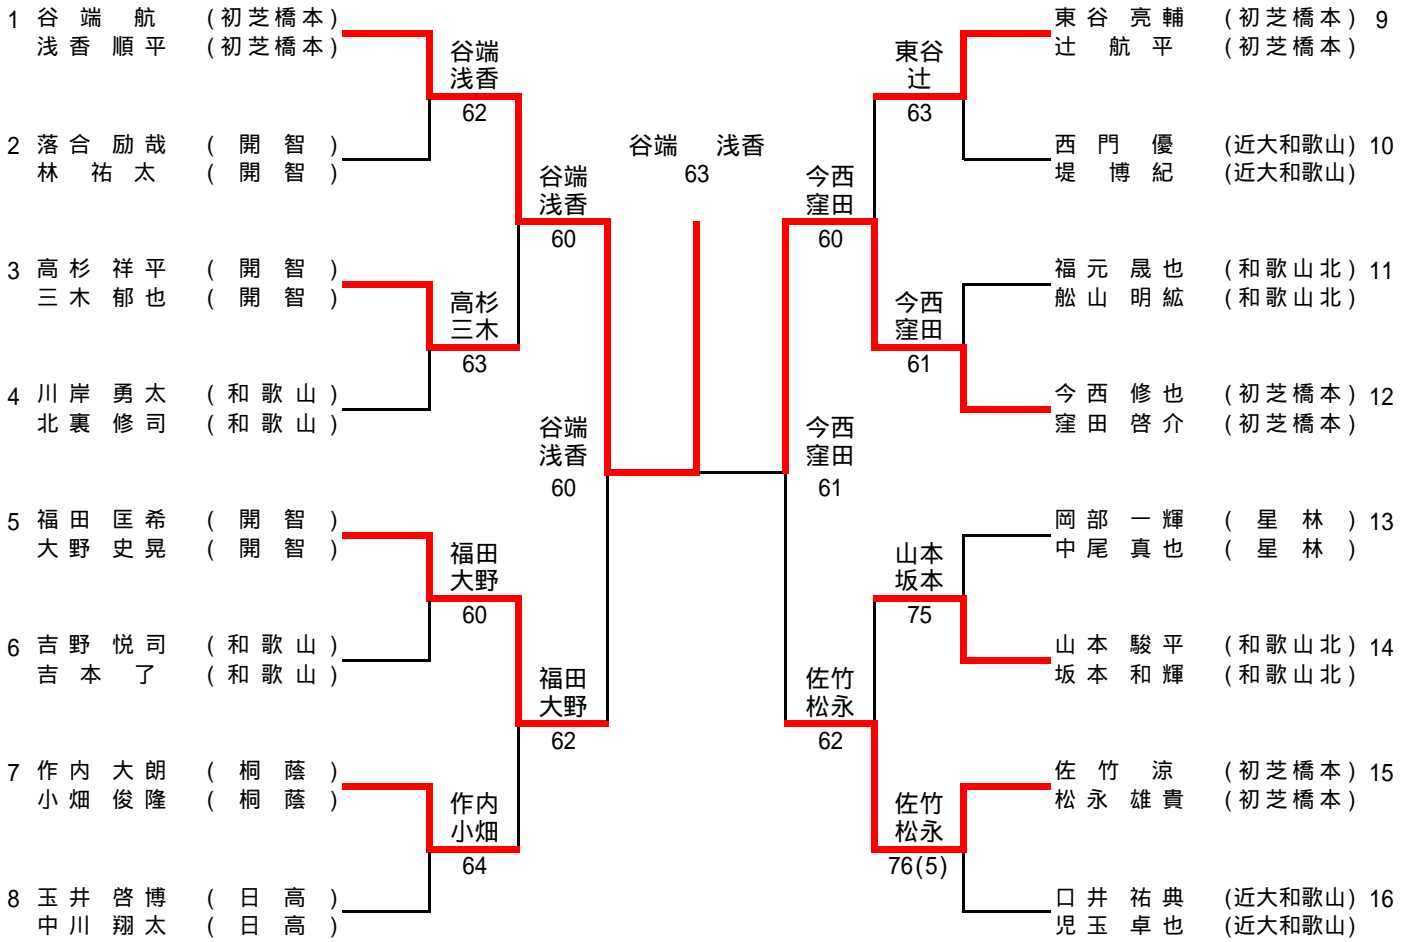 1 谷端 航 (初芝橋本)
浅香 順平 (初芝橋本)
2 落合 励哉 (開智)
林 祐太 (開智)
3 高杉 祥平 (開智)
三木 郁也 (開智)
4 川岸 勇太 (和歌山)
北裏 修司 (和歌山)
5 福田 匡希 (開智)
大野 史晃 (開智)
6 吉野 悦司 (和歌山)
吉本 了 (和歌山)
7 作内 大朗 (桐蔭)
小畑 俊隆 (桐蔭)
8 玉井 啓博 (日高)
中川 翔太 (日高)
谷端
浅香
62
高杉
三木
63
福田
大野
60
作内
小畑
64
谷端
浅香
60
福田
大野
62
谷端
浅香
60
谷端 浅香
63
今西
窪田
61
今西
窪田
60
佐竹
松永
62
東谷
辻
63
今西
窪田
61
山本
坂本
75
佐竹
松永
76(5)
東谷 亮輔 (初芝橋本) 9
辻 航平 (初芝橋本)
西門 優 (近大和歌山) 10
堤 博紀 (近大和歌山)
福元 晟也 (和歌山北) 11
舩山 明紘 (和歌山北)
今西 修也 (初芝橋本) 12
窪田 啓介 (初芝橋本)
岡部 一輝 (星林) 13
中尾 真也 (星林)
山本 駿平 (和歌山北) 14
坂本 和輝 (和歌山北)
佐竹 涼 (初芝橋本) 15
松永 雄貴 (初芝橋本)
口井 祐典 (近大和歌山) 16
児玉 卓也 (近大和歌山)